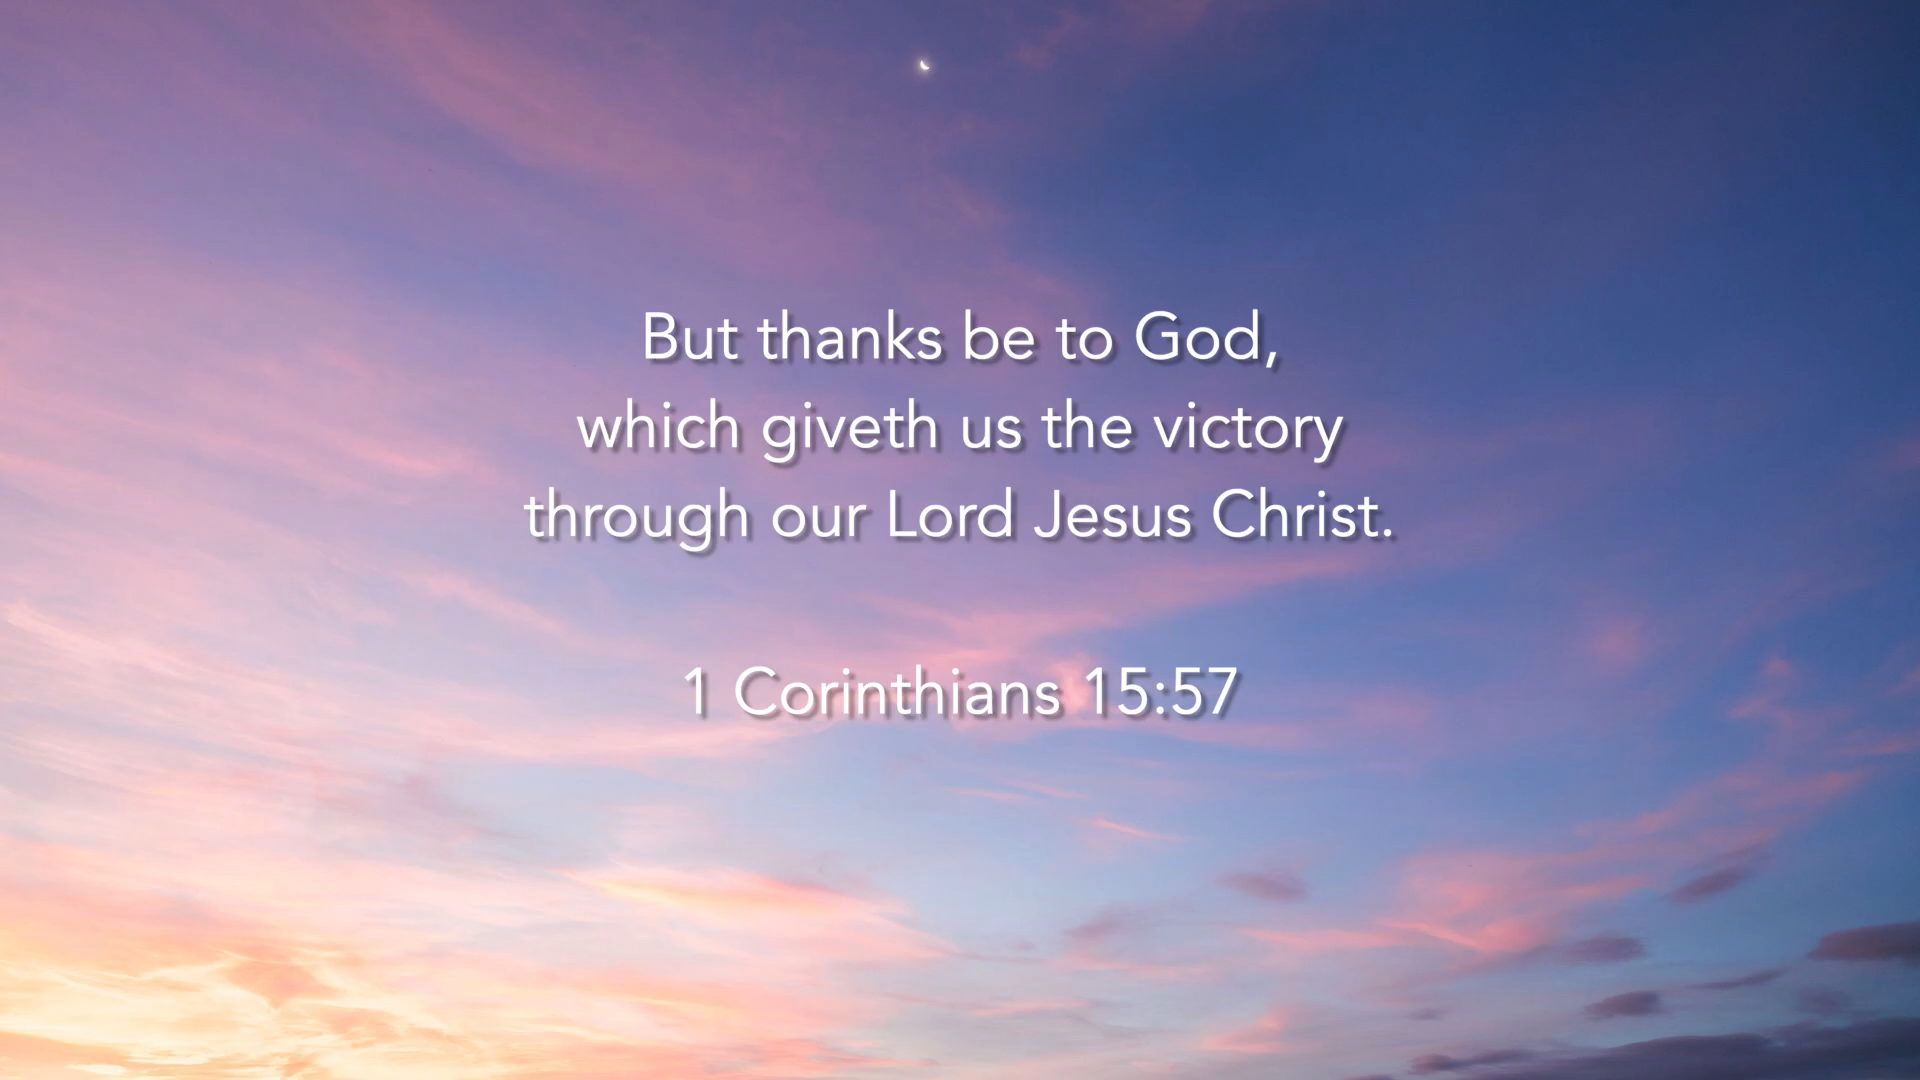 But thanks be to God,
which giveth us the victory
through our Lord Jesus Christ.
1 Corinthians 15:57